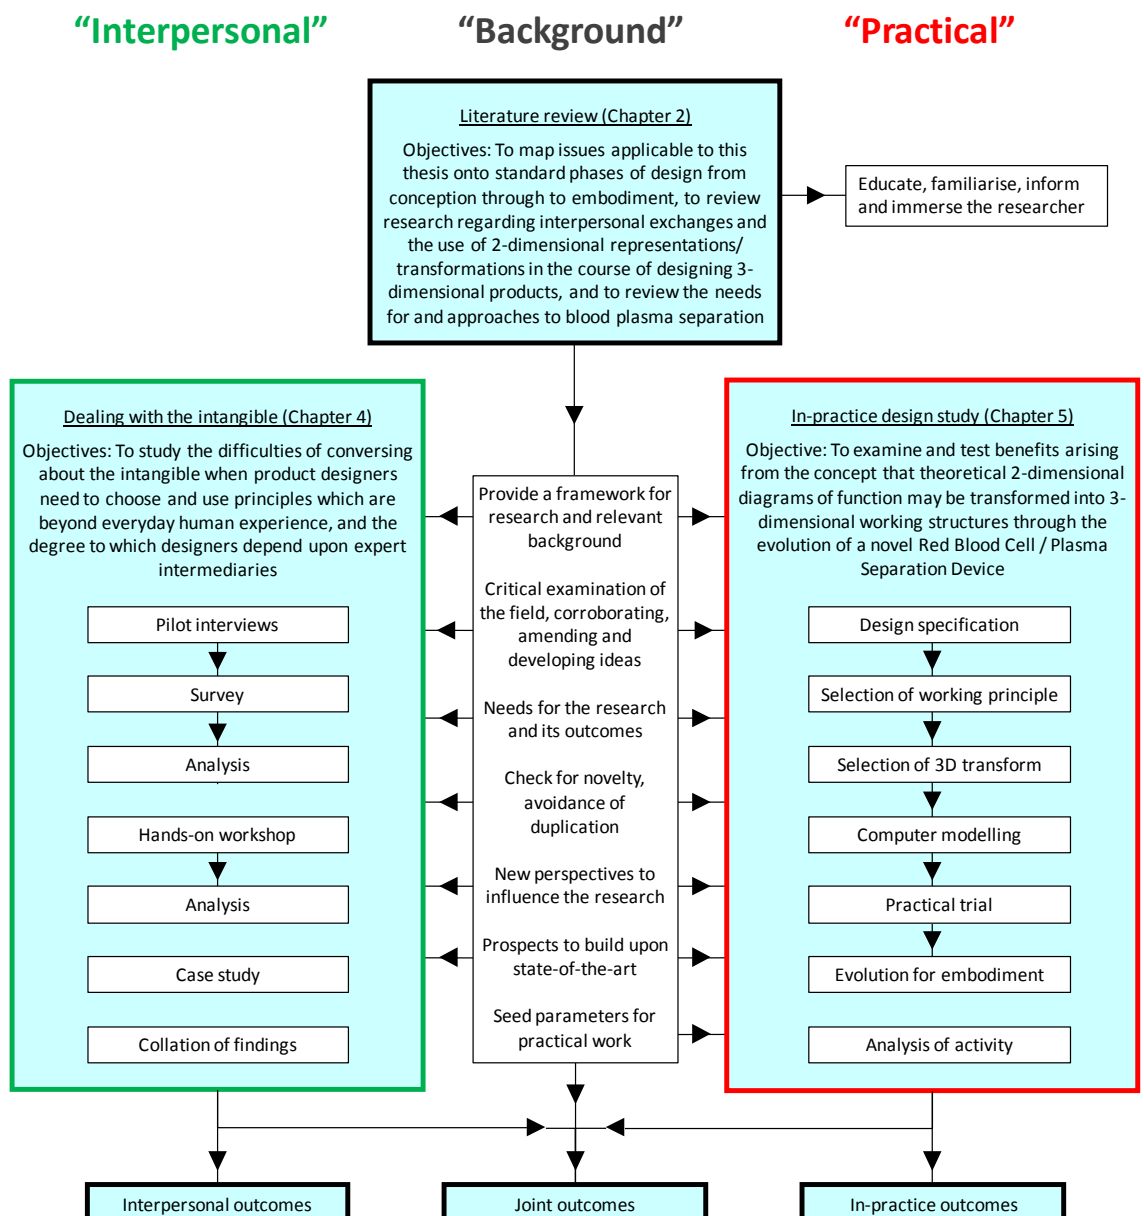 “Interpersonal”
“Background”
“Practical”
Literature review (Chapter 2)
Objectives: To map issues applicable to this
thesis onto standard phases of design from
conception through to embodiment, to review
research regarding interpersonal exchanges and
the use of 2-dimensional representations/
transformations in the course of designing 3-
dimensional products, and to review the needs
for and approaches to blood plasma separation
Educate, familiarise, inform
and immerse the researcher
Dealing with the intangible (Chapter 4)
Objectives: To study the difficulties of conversing
about the intangible when product designers
need to choose and use principles which are
beyond everyday human experience, and the
degree to which designers depend upon expert
intermediaries
Pilot interviews
Survey
Analysis
Hands-on workshop
Analysis
Case study
Collation of findings
Provide a framework for
research and relevant
background
Critical examination of
the field, corroborating,
amending and
developing ideas
Needs for the research
and its outcomes
Check for novelty,
avoidance of
duplication
New perspectives to
influence the research
Prospects to build upon
state-of-the-art
Seed parameters for
practical work
In-practice design study (Chapter 5)
Objective: To examine and test benefits arising
from the concept that theoretical 2-dimensional
diagrams of function may be transformed into 3-
dimensional working structures through the
evolution of a novel Red Blood Cell / Plasma
Separation Device
Design specification
Selection of working principle
Selection of 3D transform
Computer modelling
Practical trial
Evolution for embodiment
Analysis of activity
Interpersonal outcomes
Joint outcomes
In-practice outcomes